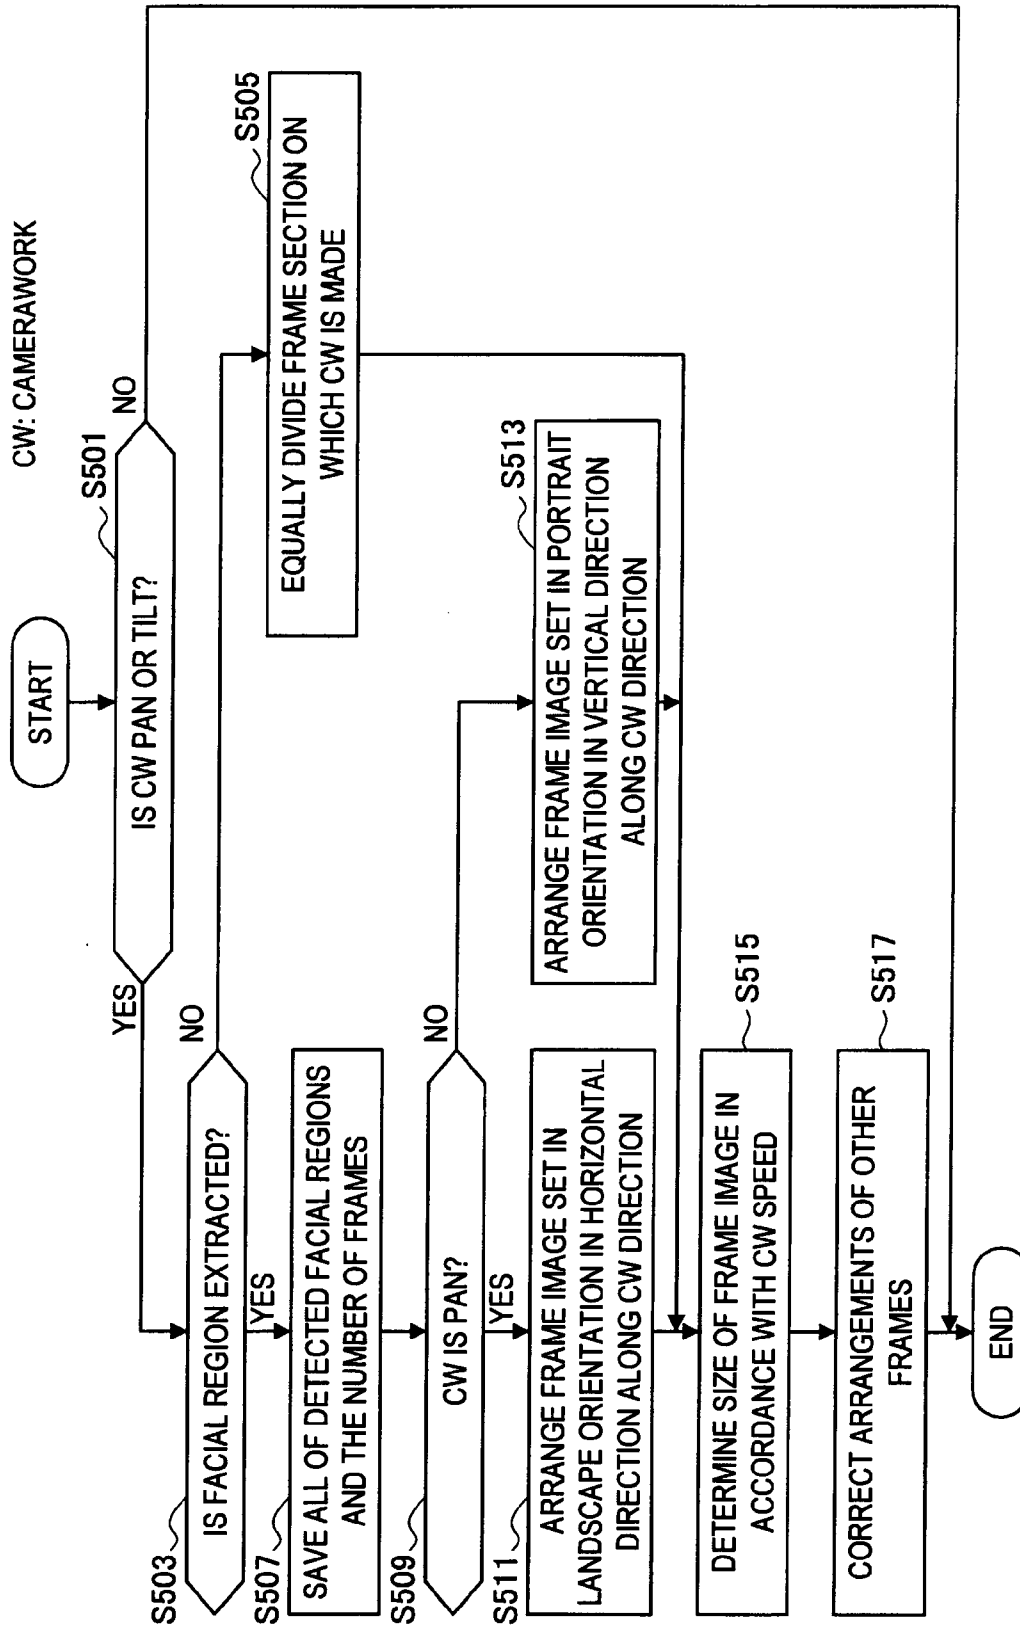 CW: CAMERAWORK
START
S501
IS CW PAN OR TILT?
YES
NO
S503
IS FACIAL REGION EXTRACTED?
NO
YES
S505
EQUALLY DIVIDE FRAME SECTION ON
WHICH CW IS MADE
S507
SAVE ALL OF DETECTED FACIAL REGIONS
AND THE NUMBER OF FRAMES
S509
CW IS PAN?
NO
YES
S511
ARRANGE FRAME IMAGE SET IN
LANDSCAPE ORIENTATION IN HORIZONTAL
DIRECTION ALONG CW DIRECTION
S513
ARRANGE FRAME IMAGE SET IN PORTRAIT
ORIENTATION IN VERTICAL DIRECTION
ALONG CW DIRECTION
S515
DETERMINE SIZE OF FRAME IMAGE IN
ACCORDANCE WITH CW SPEED
S517
CORRECT ARRANGEMENTS OF OTHER
FRAMES
END